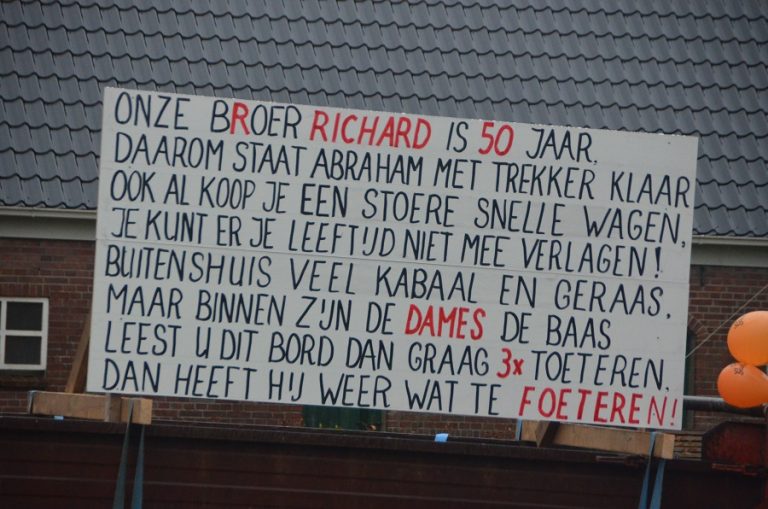 ONZE BROER RICHARD IS 50 JAAR.
DAAROM STAAT ABRAHAM MET TREKKER KLAAR
OOK AL KOOP JE EEN STOERE SNELLE WAGEN,
JE KUNT ER JE LEEFTIJD NIET MEE VERLAGEN!
BUITENSHUIS VEEL KABAAL EN GERAAS,
MAAR BINNEN ZIJN DE DAMES DE BAAS
LEEST U DIT BORD DAN GRAAG 3x TOETEREN,
DAN HEEFT HIJ WEER WAT TE FOETEREN!